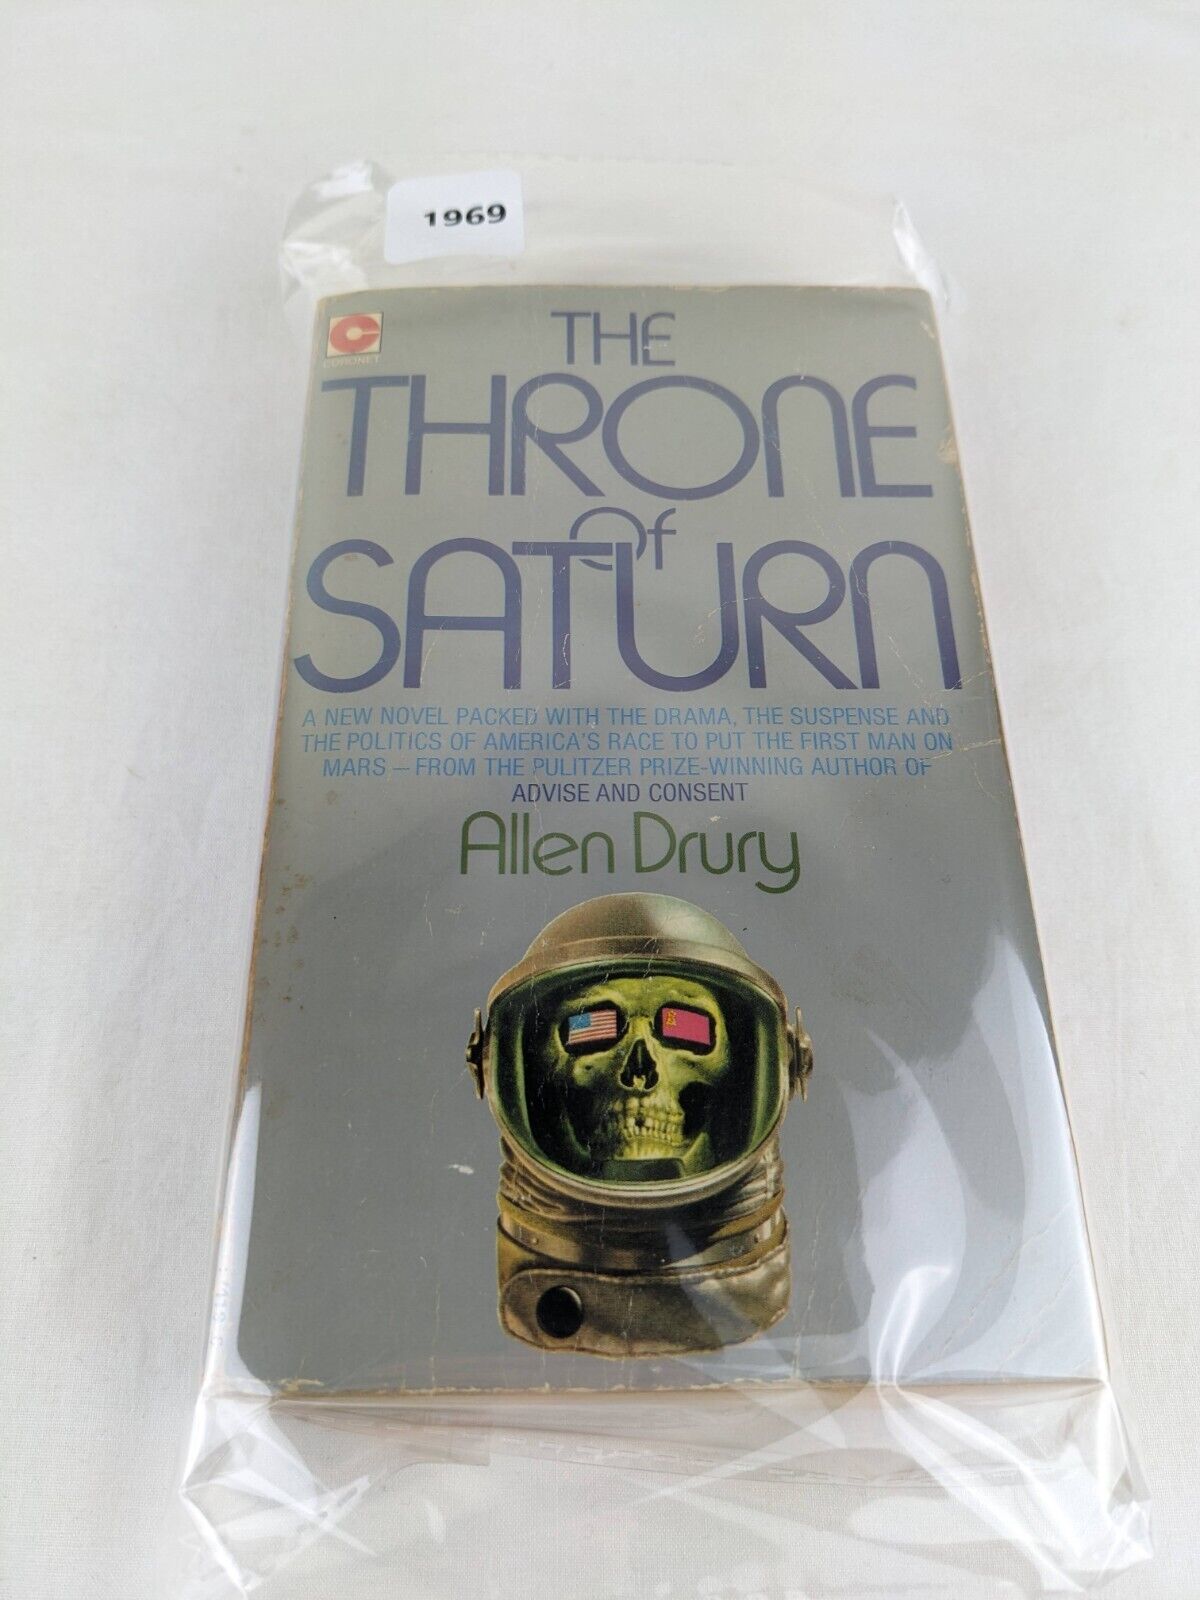 1969
CORONET
THE
THRONE
Of
SATURN
A NEW NOVEL PACKED WITH THE DRAMA, THE SUSPENSE AND
THE POLITICS OF AMERICA'S RACE TO PUT THE FIRST MAN ON
MARS — FROM THE PULITZER PRIZE-WINNING AUTHOR OF
ADVISE AND CONSENT
Allen Drury